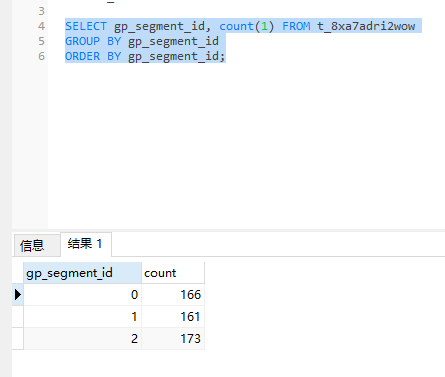 3
4 SELECT gp_segment_id, count(1) FROM t_8xa7adri2wow
5 GROUP BY gp_segment_id
6 ORDER BY gp_segment_id;
信息 结果 1
gp_segment_id count
0 166
1 161
2 173